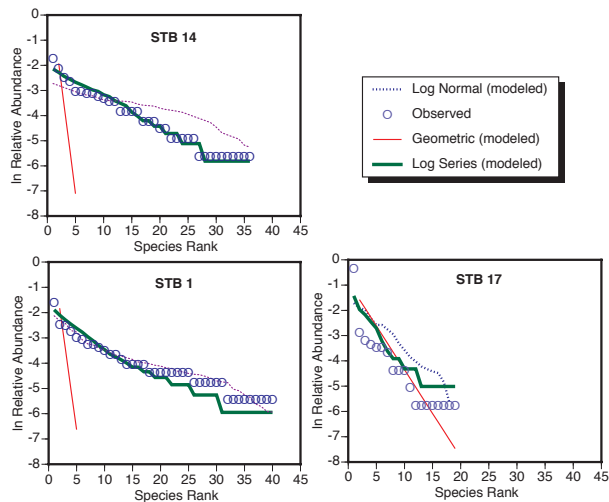 STB 14
ln Relative Abundance
0
-1
-2
-3
-4
-5
-6
-7
-8
0 5 10 15 20 25 30 35 40 45
Species Rank
Log Normal (modeled)
Observed
Geometric (modeled)
Log Series (modeled)
STB 1
ln Relative Abundance
0
-1
-2
-3
-4
-5
-6
-7
-8
0 5 10 15 20 25 30 35 40 45
Species Rank
STB 17
ln Relative Abundance
0
-1
-2
-3
-4
-5
-6
-7
-8
0 5 10 15 20 25 30 35 40 45
Species Rank